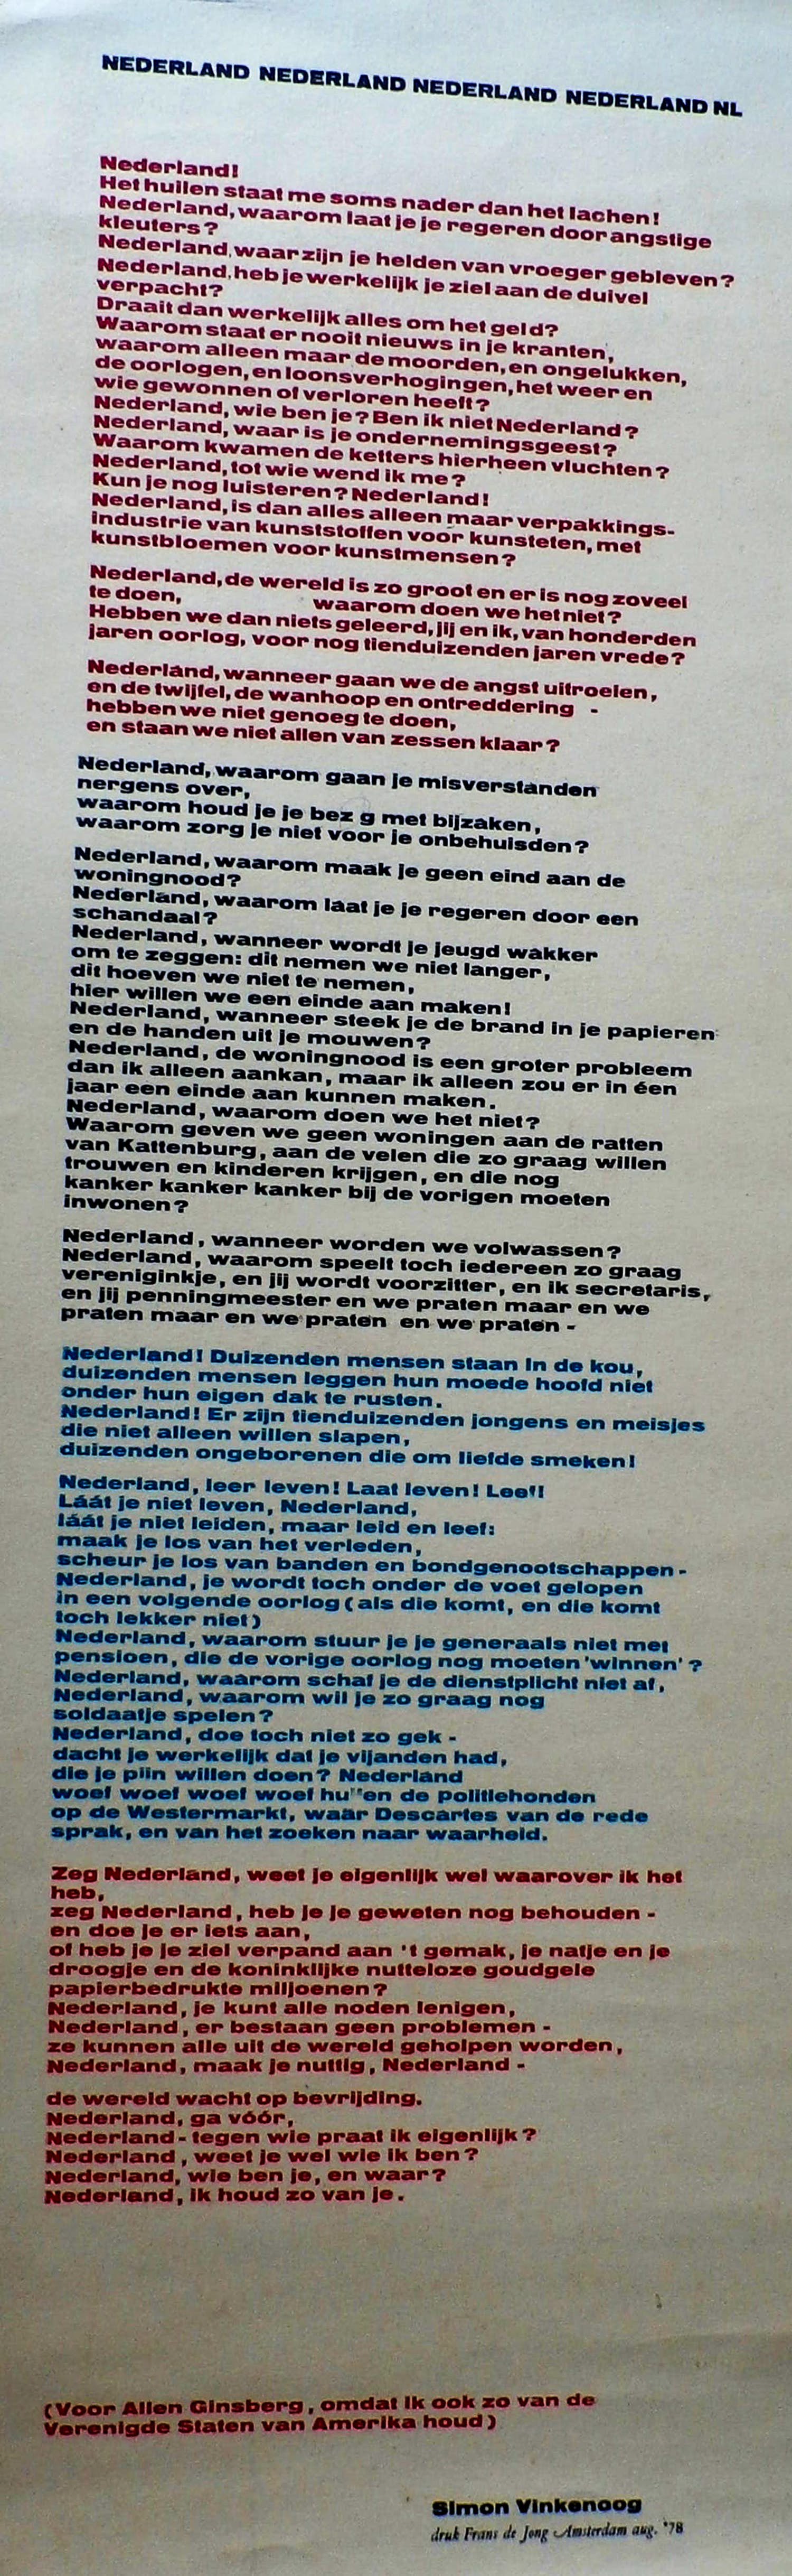 NEDERLAND NEDERLAND NEDERLAND NEDERLAND NL
Nederland!
Het huilen staat me soms nader dan het lachen!
Nederland, waarom laat je je regeren door angstige
kleuters?
Nederland, waar zijn je helden van vroeger gebleven?
Nederland, heb je werkelijk je ziel aan de duivel
verpacht?
Draait dan werkelijk alles om het geld?
Waarom staat er nooit nieuws in je kranten,
waarom alleen maar de moorden, en ongelukken,
de oorlogen, en loonsverhogingen, het weer en
wie gewonnen of verloren heeft?
Nederland, wie ben je? Ben ik niet Nederland?
Nederland, waar is je ondernemingsgeest?
Waarom kwamen de ketters hierheen vluchten?
Nederland, tot wie wend ik me?
Kun je nog luisteren? Nederland!
Nederland, is dan alles alleen maar verpakkings-
industrie van kunststoffen voor kunsteten, met
kunstbloemen voor kunstmensen?
Nederland, de wereld is zo groot en er is nog zoveel
te doen, waarom doen we het niet?
Hebben we dan niets geleerd, jij en ik, van honderden
jaren oorlog, voor nog tienduizenden jaren vrede?
Nederland, wanneer gaan we de angst uitroeien,
en de twijfel, de wanhoop en ontreddering -
hebben we niet genoeg te doen,
en staan we niet allen van zessen klaar?
Nederland, waarom gaan je misverstanden
nergens over,
waarom houd je je bez g met bijzaken,
waarom zorg je niet voor je onbehuisden?
Nederland, waarom maak je geen eind aan de
woningnood?
Nederland, waarom laat je je regeren door een
schandaal?
Nederland, wanneer wordt je jeugd wakker
om te zeggen: dit nemen we niet langer,
dit hoeven we niet te nemen,
hier willen we een einde aan maken!
Nederland, wanneer steek je de brand in je papieren
en de handen uit je mouwen?
Nederland, de woningnood is een groter probleem
dan ik alleen aankan, maar ik alleen zou er in één
jaar een einde aan kunnen maken.
Nederland, waarom doen we het niet?
Waarom geven we geen woningen aan de ratten
van Kattenburg, aan de velen die zo graag willen
trouwen en kinderen krijgen, en die nog
kanker kanker kanker bij de vorigen moeten
inwonen?
Nederland, wanneer worden we volwassen?
Nederland, waarom speelt toch iedereen zo graag
vereniginkje, en jij wordt voorzitter, en ik secretaris,
en jij penningmeester en we praten maar en we
praten maar en we praten en we praten -
Nederland! Duizenden mensen staan in de kou,
duizenden mensen leggen hun moede hoofd niet
onder hun eigen dak te rusten.
Nederland! Er zijn tienduizenden jongens en meisjes
die niet alleen willen slapen,
duizenden ongeborenen die om liefde smeken!
Nederland, leer leven! Laat leven! Leef!
Láát je niet leven, Nederland,
láát je niet leiden, maar leid en leef:
maak je los van het verleden,
scheur je los van banden en bondgenootschappen -
Nederland, je wordt toch onder de voet gelopen
in een volgende oorlog (als die komt, en die komt
toch lekker niet)
Nederland, waarom stuur je je generaals niet met
pensioen, die de vorige oorlog nog moeten 'winnen'?
Nederland, waarom schaf je de dienstplicht niet af,
Nederland, waarom wil je zo graag nog
soldaatje spelen?
Nederland, doe toch niet zo gek -
dacht je werkelijk dat je vijanden had,
die je pijn willen doen? Nederland
woef woef woef woef hu en de politiehonden
op de Westermarkt, waar Descartes van de rede
sprak, en van het zoeken naar waarheid.
Zeg Nederland, weet je eigenlijk wel waarover ik het
heb,
zeg Nederland, heb je je geweten nog behouden -
en doe je er iets aan,
of heb je je ziel verpand aan 't gemak, je natje en je
droogje en de koninklijke nutteloze goudgele
papierbedrukte miljoenen?
Nederland, je kunt alle noden lenigen,
Nederland, er bestaan geen problemen -
ze kunnen alle uit de wereld geholpen worden,
Nederland, maak je nuttig, Nederland -
de wereld wacht op bevrijding.
Nederland, ga vóór,
Nederland - tegen wie praat ik eigenlijk?
Nederland, weet je wel wie ik ben?
Nederland, wie ben je, en waar?
Nederland, ik houd zo van je.
(Voor Allen Ginsberg, omdat ik ook zo van de
Verenigde Staten van Amerika houd)
Simon Vinkenoog
druk Frans de Jong Amsterdam aug. '78